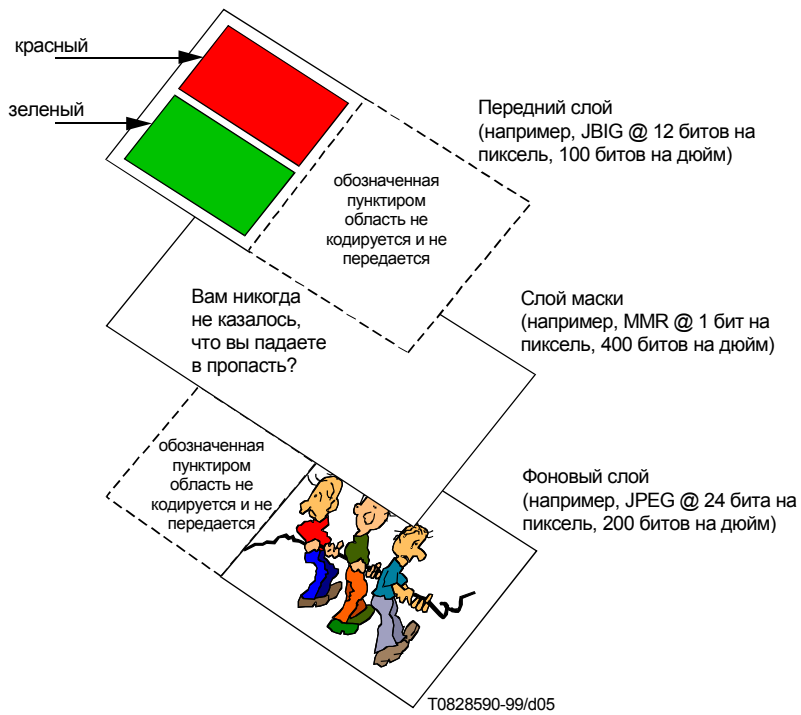 красный
зеленый
Передний слой
(например, JBIG @ 12 битов на
пиксель, 100 битов на дюйм)
обозначенная
пунктиром
область не
кодируется и не
передается
Вам никогда
не казалось,
что вы падаете
в пропасть?
Слой маски
(например, MMR @ 1 бит на
пиксель, 400 битов на дюйм)
обозначенная
пунктиром
область не
кодируется и не
передается
Фоновый слой
(например, JPEG @ 24 бита на
пиксель, 200 битов на дюйм)
T0828590-99/d05